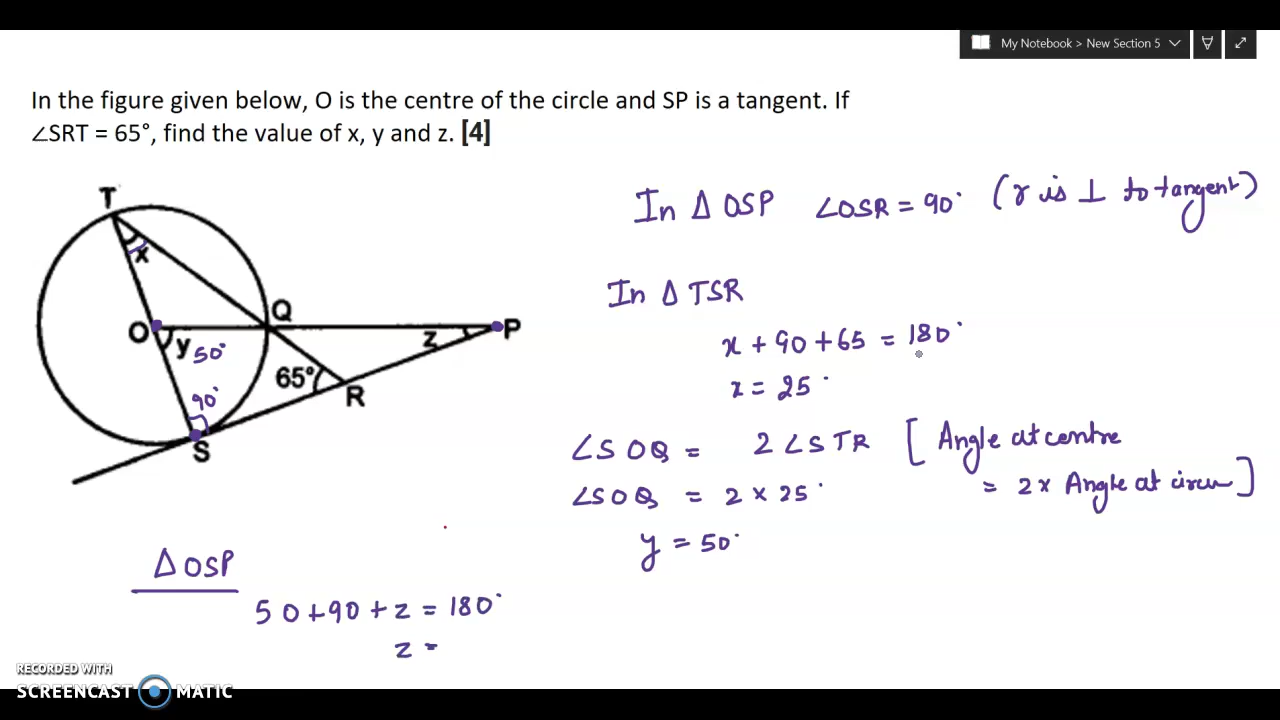 My Notebook > New Section 5
In the figure given below, O is the centre of the circle and SP is a tangent. If
∠SRT = 65°, find the value of x, y and z. [4]
T
x
O
Q
y 50°
z
P
65°
90°
R
S
In Δ OSP ∠OSR = 90° (r is ⊥ to tangent)
In Δ TSR
x + 90 + 65 = 180°
x = 25°
∠SOQ = 2 ∠STR [Angle at centre
= 2x Angle at circu]
∠SOQ = 2 × 25°
y = 50°
Δ OSP
50 + 90 + z = 180°
z =
RECORDED WITH
SCREENCAST MATIC